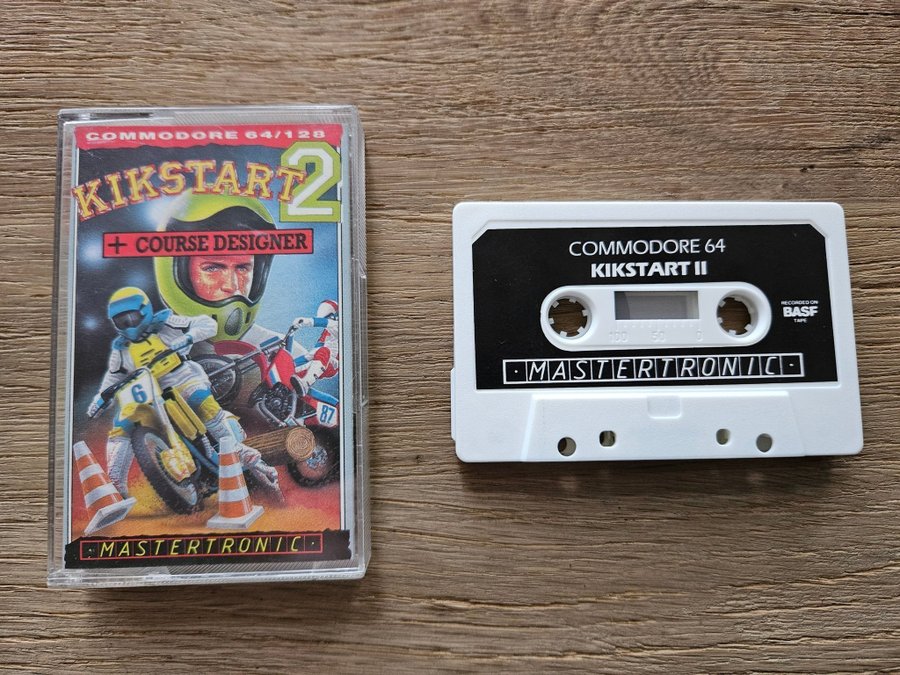 COMMODORE 64/128
KIKSTART 2
+ COURSE DESIGNER
6
87
· MASTERTRONIC ·
COMMODORE 64
KIKSTART II
RECORDED ON
BASF
TAPE
100 50 0
· MASTERTRONIC ·